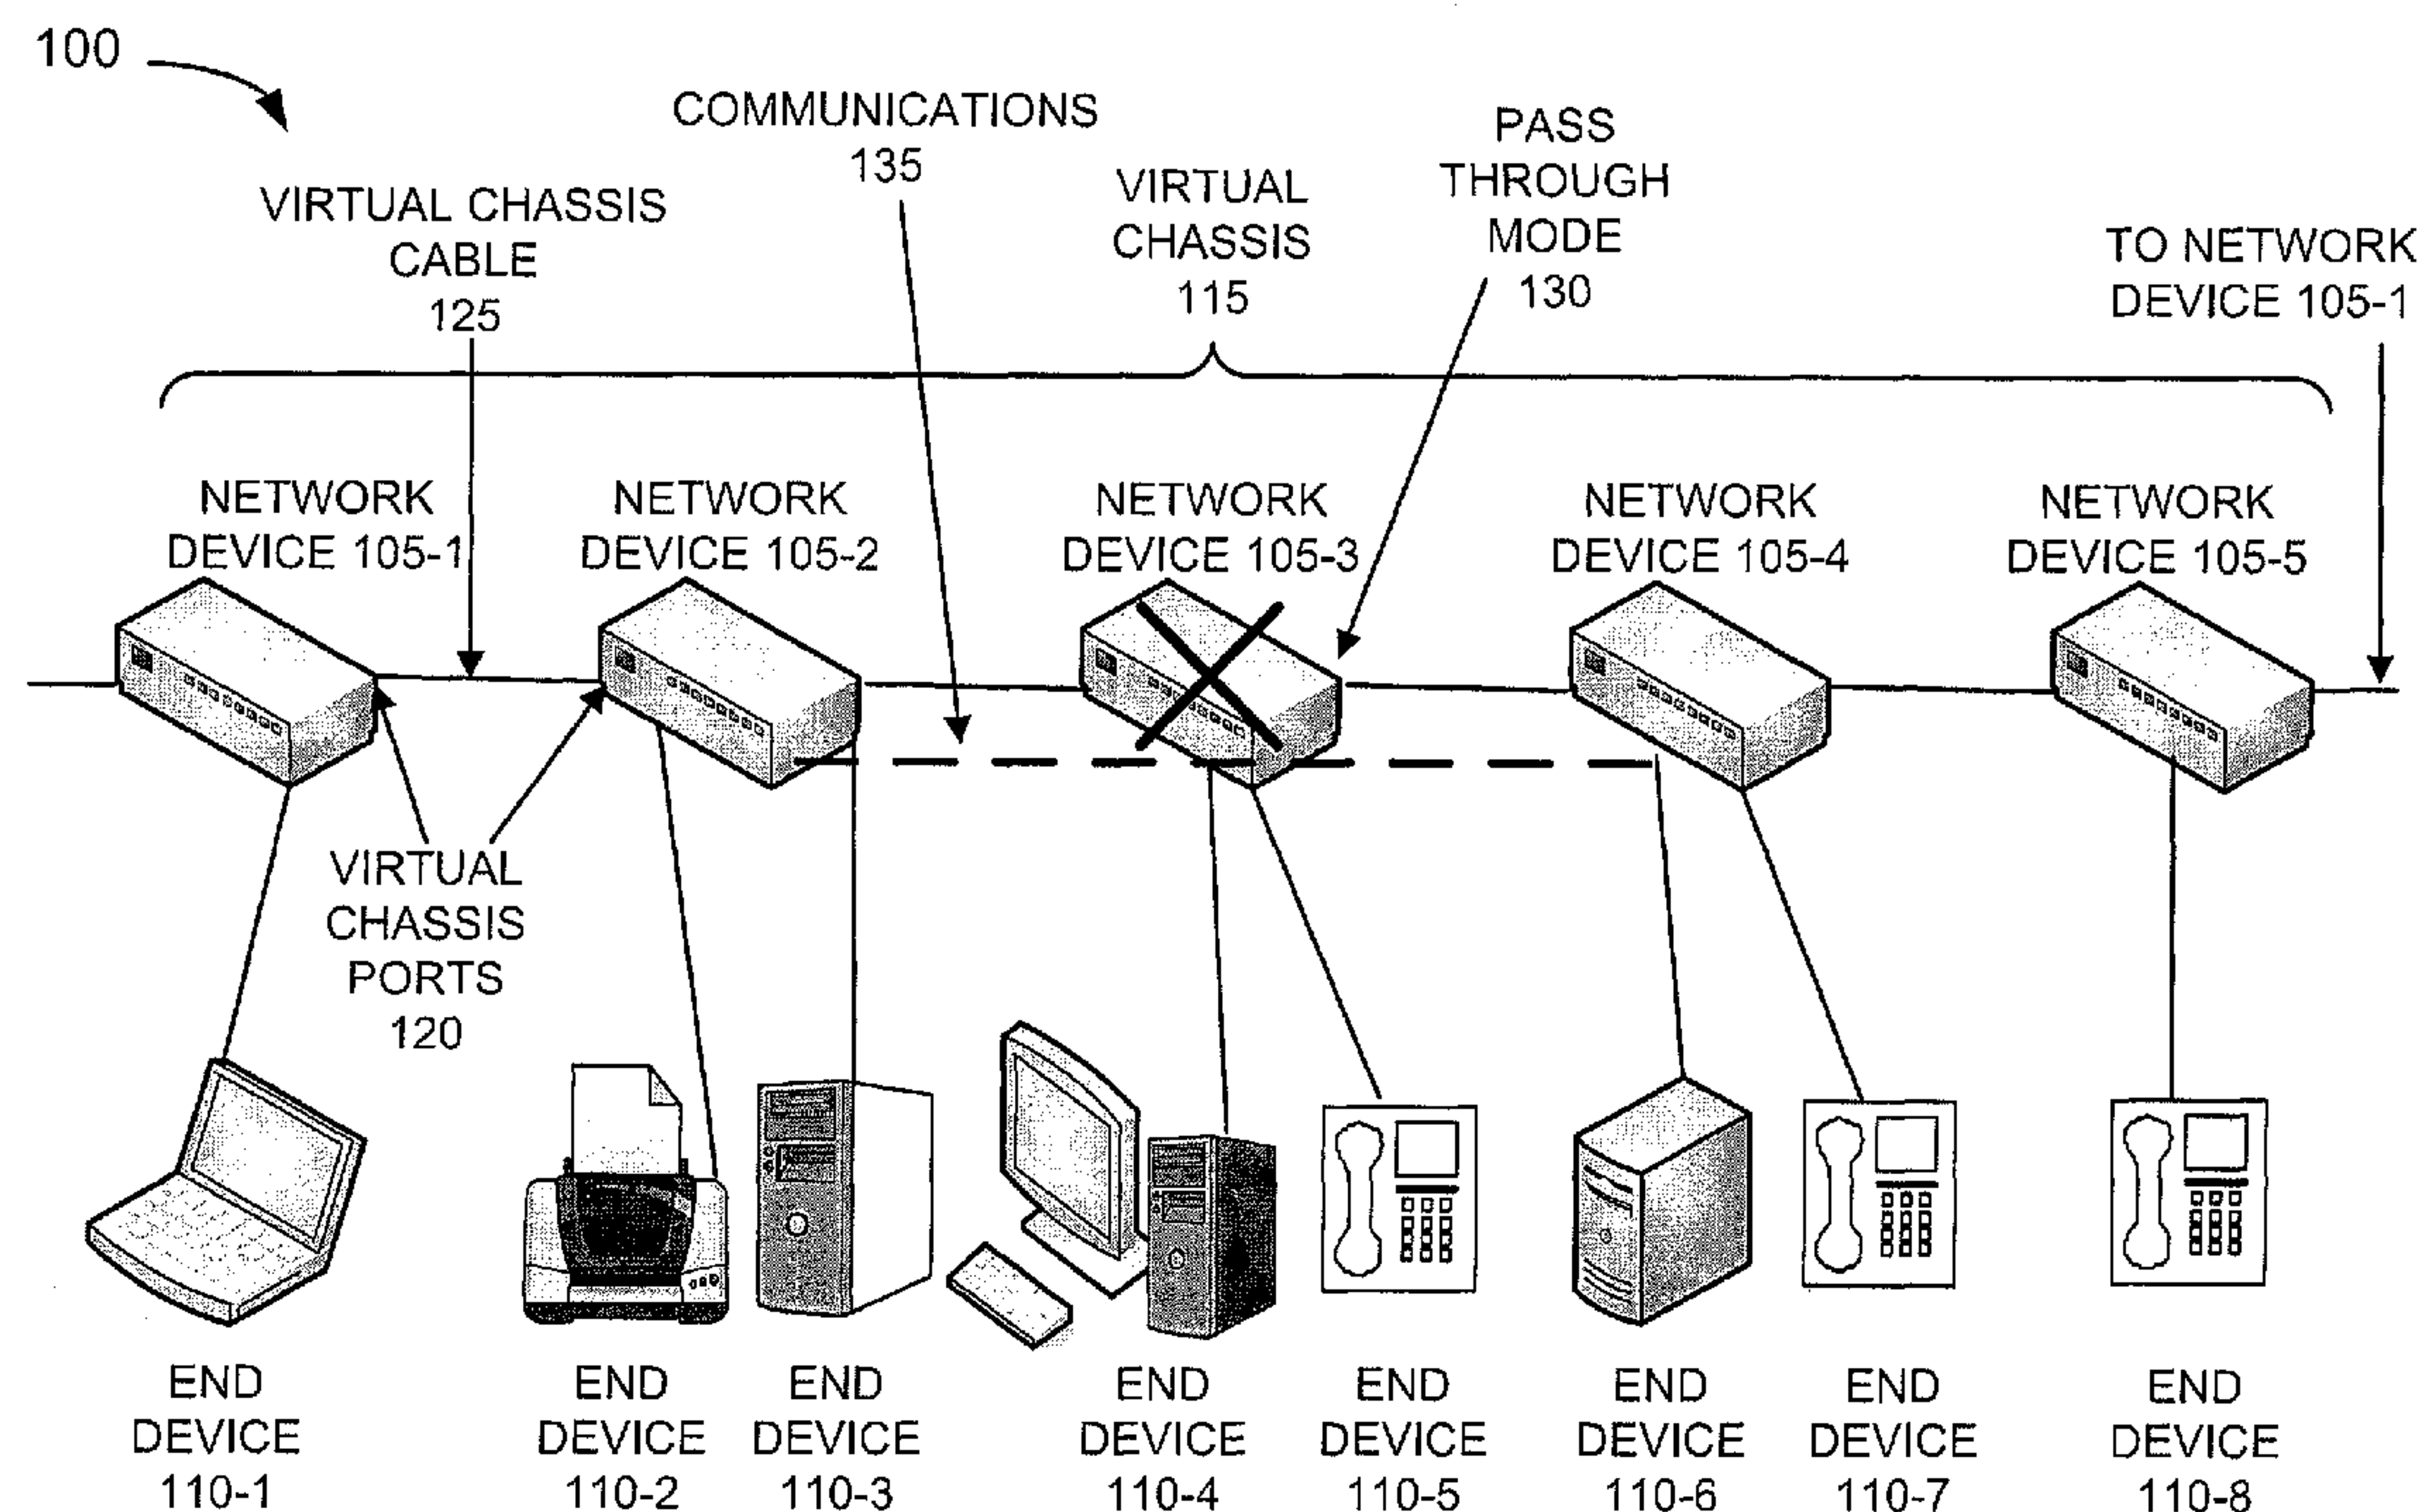 100
COMMUNICATIONS
135
PASS
THROUGH
MODE
130
VIRTUAL CHASSIS
CABLE
125
VIRTUAL
CHASSIS
115
TO NETWORK
DEVICE 105-1
NETWORK
DEVICE 105-1
NETWORK
DEVICE 105-2
NETWORK
DEVICE 105-3
NETWORK
DEVICE 105-4
NETWORK
DEVICE 105-5
VIRTUAL
CHASSIS
PORTS
120
END
DEVICE
110-1
END
DEVICE
110-2
END
DEVICE
110-3
END
DEVICE
110-4
END
DEVICE
110-5
END
DEVICE
110-6
END
DEVICE
110-7
END
DEVICE
110-8